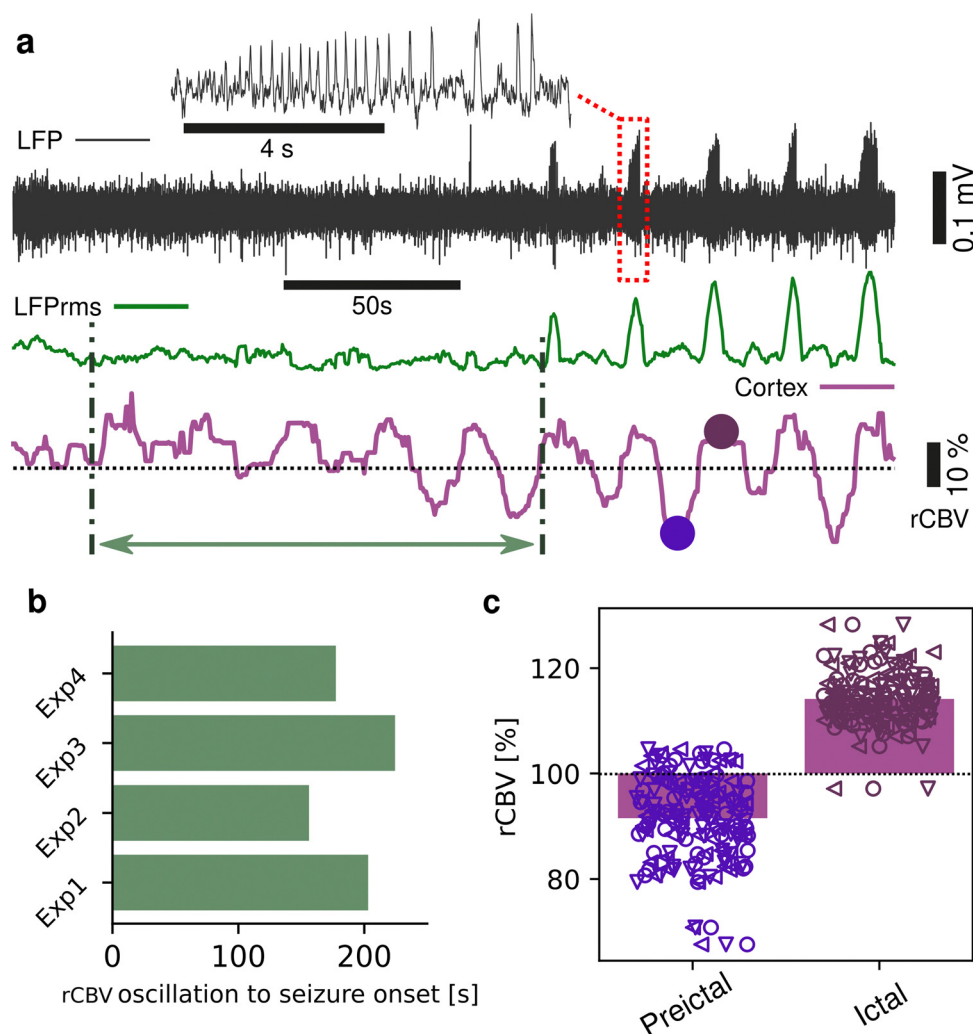 a
4 s
LFP
0.1 mV
50s
LFPrms
Cortex
10 %
rCBV
b
Exp4
Exp3
Exp2
Exp1
0 100 200
rCBV oscillation to seizure onset [s]
c
120
100
80
rCBV [%]
Preictal Ictal